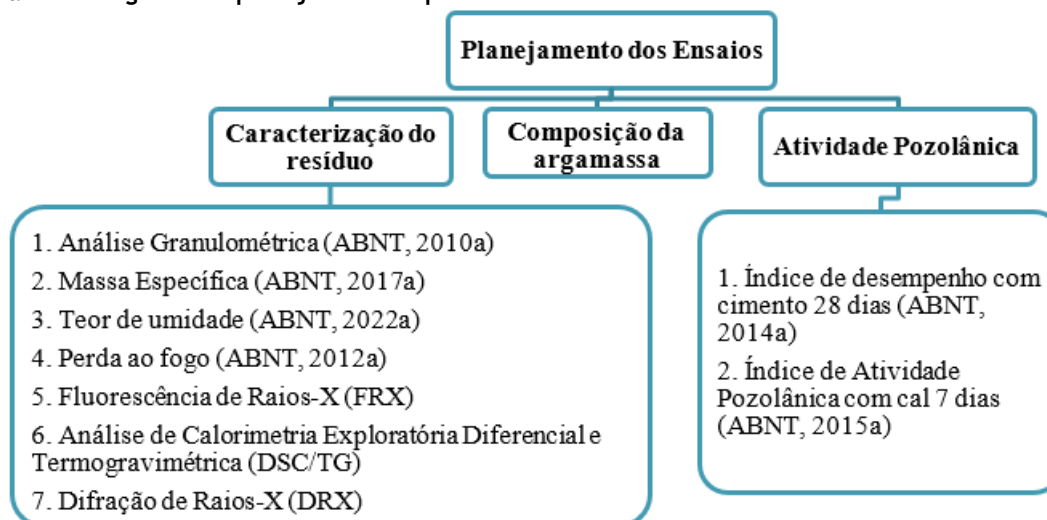 Planejamento dos Ensaios
Caracterização do
resíduo
Composição da
argamassa
Atividade Pozolânica
1. Análise Granulométrica (ABNT, 2010a)
2. Massa Específica (ABNT, 2017a)
3. Teor de umidade (ABNT, 2022a)
4. Perda ao fogo (ABNT, 2012a)
5. Fluorescência de Raios-X (FRX)
6. Análise de Calorimetria Exploratória Diferencial e
Termogravimétrica (DSC/TG)
7. Difração de Raios-X (DRX)
1. Índice de desempenho com
cimento 28 dias (ABNT,
2014a)
2. Índice de Atividade
Pozolânica com cal 7 dias
(ABNT, 2015a)